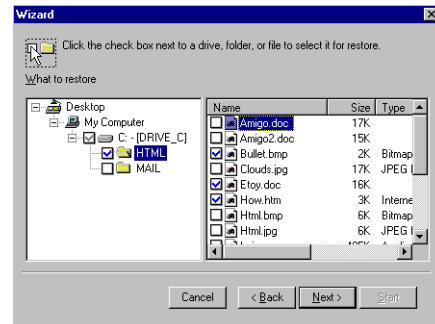 Wizard
Click the check box next to a drive, folder, or file to select it for restore.
What to restore
Desktop
My Computer
C: - [DRIVE_C]
HTML
MAIL
Name Size Type
Amigo.doc 17K
Amigo2.doc 15K
Bullet.bmp 2K Bitmap
Clouds.jpg 17K JPEG I
Etoy.doc 16K
How.htm 3K Interne
Html.bmp 6K Bitmap
Html.jpg 6K JPEG I
Cancel < Back Next > Start